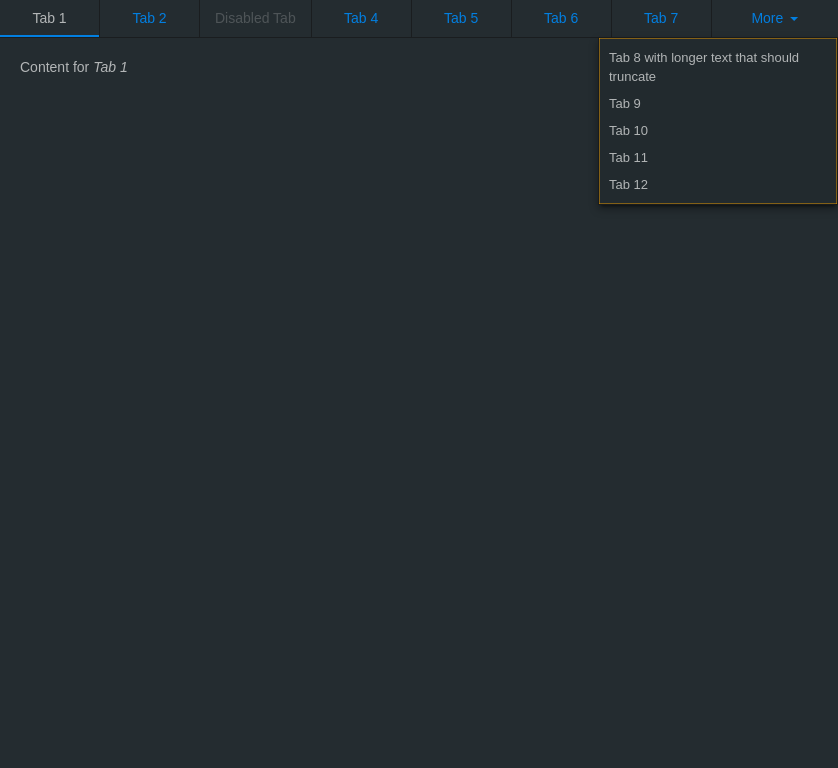 Tab 1 Tab 2 Disabled Tab Tab 4 Tab 5 Tab 6 Tab 7 More
Content for Tab 1
Tab 8 with longer text that should
truncate
Tab 9
Tab 10
Tab 11
Tab 12